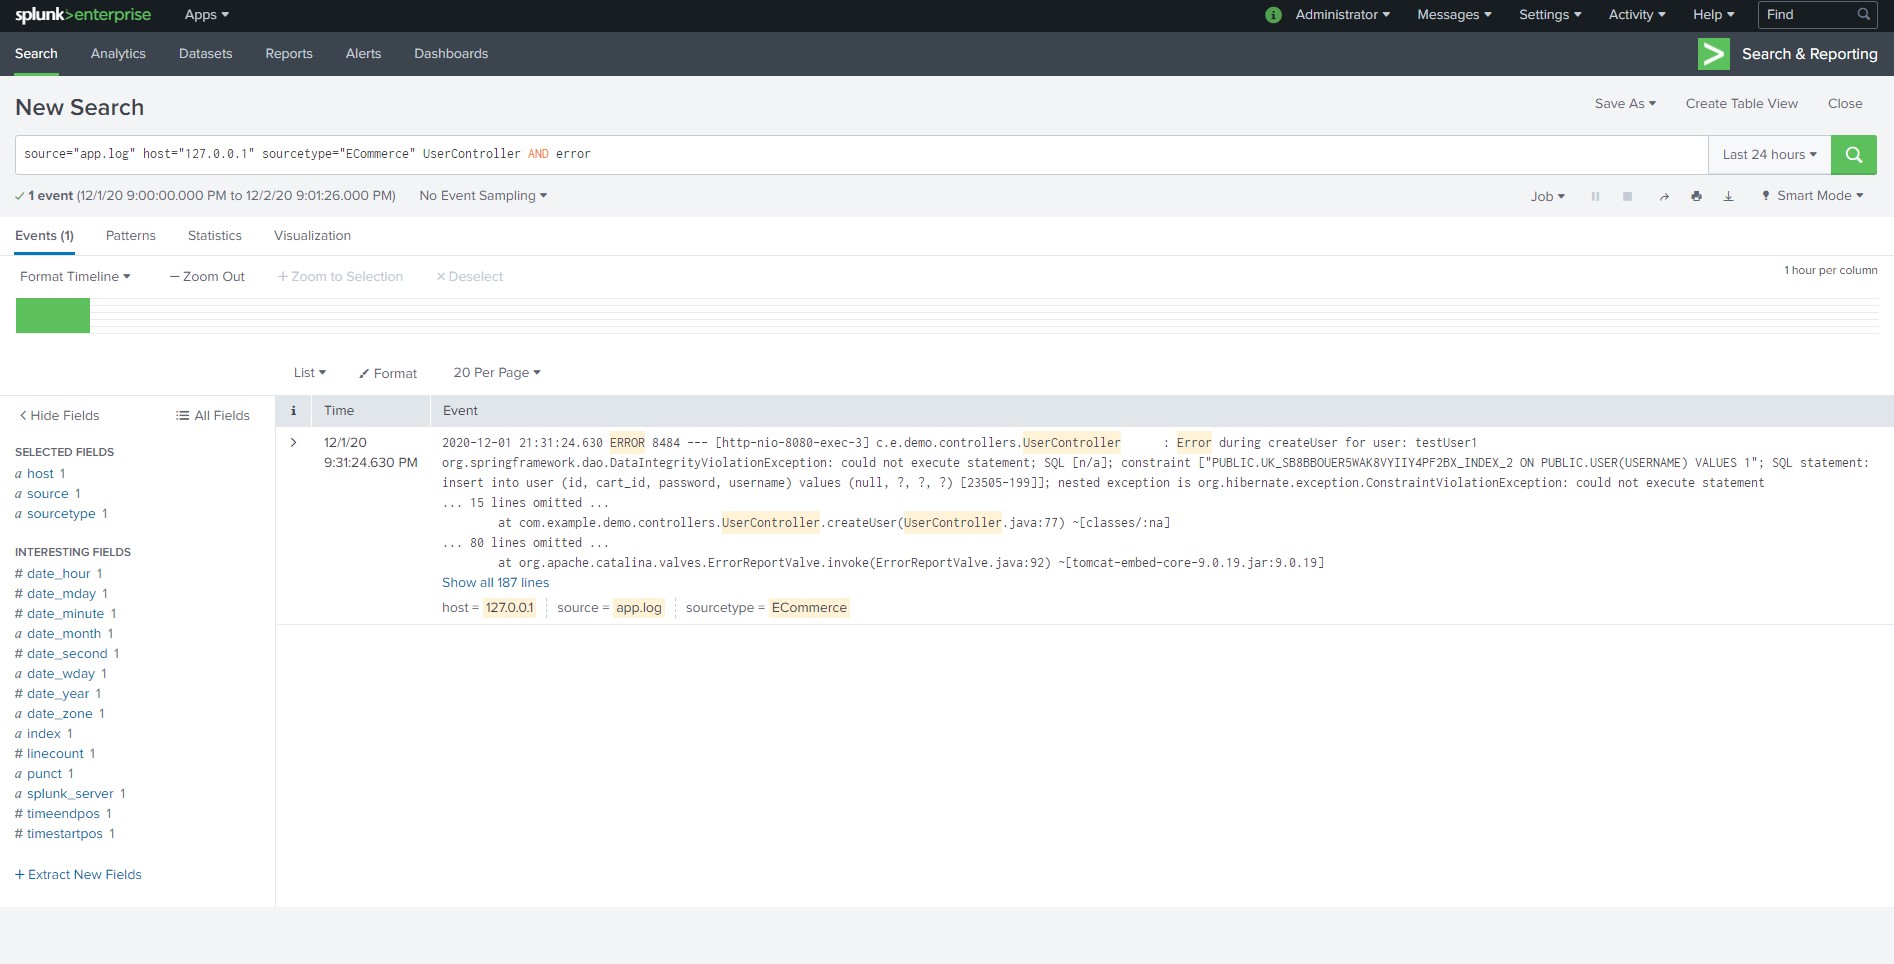 splunk>enterprise Apps Administrator Messages Settings Activity Help Find
Search Analytics Datasets Reports Alerts Dashboards Search & Reporting
New Search Save As Create Table View Close
source="app.log" host="127.0.0.1" sourcetype="ECommerce" UserController AND error Last 24 hours
1 event (12/1/20 9:00:00.000 PM to 12/2/20 9:01:26.000 PM) No Event Sampling Job Smart Mode
Events (1) Patterns Statistics Visualization
Format Timeline — Zoom Out + Zoom to Selection × Deselect 1 hour per column
List Format 20 Per Page
< Hide Fields All Fields
SELECTED FIELDS
a host 1
a source 1
a sourcetype 1
INTERESTING FIELDS
# date_hour 1
# date_mday 1
# date_minute 1
a date_month 1
# date_second 1
a date_wday 1
# date_year 1
a date_zone 1
a index 1
# linecount 1
a punct 1
a splunk_server 1
# timeendpos 1
# timestartpos 1
+ Extract New Fields
i Time Event
> 12/1/20
9:31:24.630 PM
2020-12-01 21:31:24.630 ERROR 8484 --- [http-nio-8080-exec-3] c.e.demo.controllers.UserController : Error during createUser for user: testUser1
org.springframework.dao.DataIntegrityViolationException: could not execute statement; SQL [n/a]; constraint ["PUBLIC.UK_SB8BBOUER5WAK8VYIIY4PF2BX_INDEX_2 ON PUBLIC.USER(USERNAME) VALUES 1"; SQL statement:
insert into user (id, cart_id, password, username) values (null, ?, ?, ?) [23505-199]]; nested exception is org.hibernate.exception.ConstraintViolationException: could not execute statement
... 15 lines omitted ...
at com.example.demo.controllers.UserController.createUser(UserController.java:77) ~[classes/:na]
... 80 lines omitted ...
at org.apache.catalina.valves.ErrorReportValve.invoke(ErrorReportValve.java:92) ~[tomcat-embed-core-9.0.19.jar:9.0.19]
Show all 187 lines
host = 127.0.0.1 source = app.log sourcetype = ECommerce